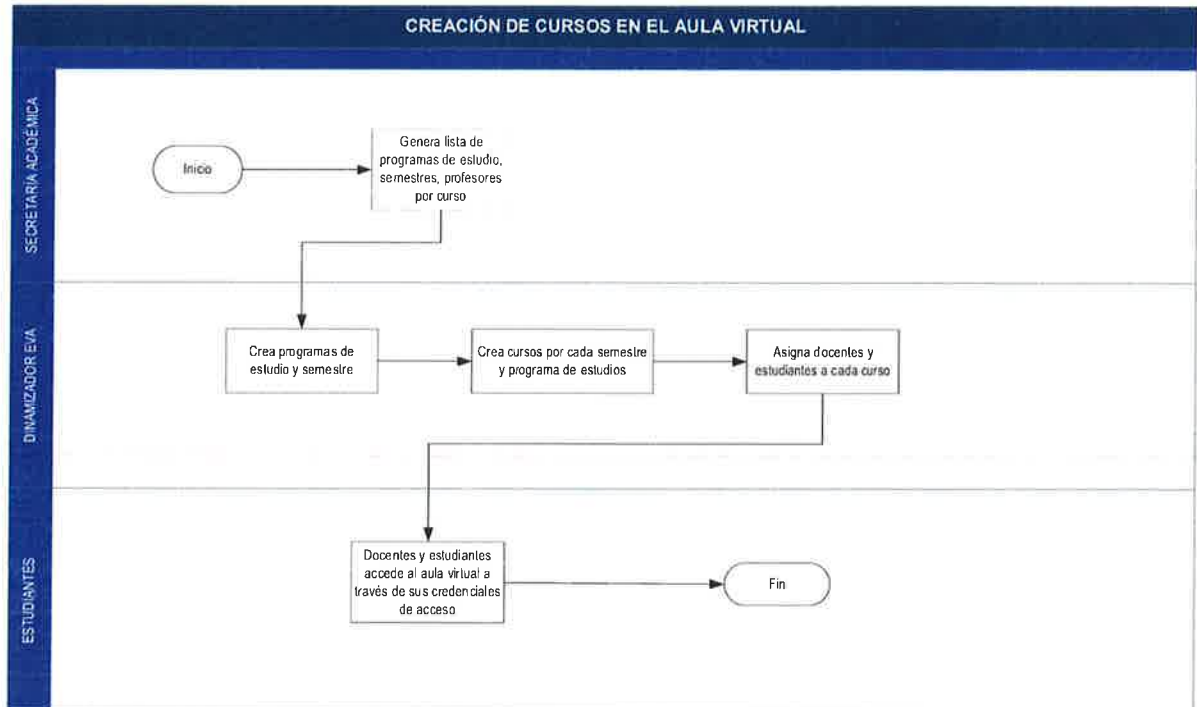 CREACIÓN DE CURSOS EN EL AULA VIRTUAL
SECRETARÍA ACADÉMICA
Inicio
Genera lista de
programas de estudio,
semestres, profesores
por curso
DINAMIZADOR EVA
Crea programas de
estudio y semestre
Crea cursos por cada semestre
y programa de estudios
Asigna docentes y
estudiantes a cada curso
ESTUDIANTES
Docentes y estudiantes
accede al aula virtual a
través de sus credenciales
de acceso
Fin